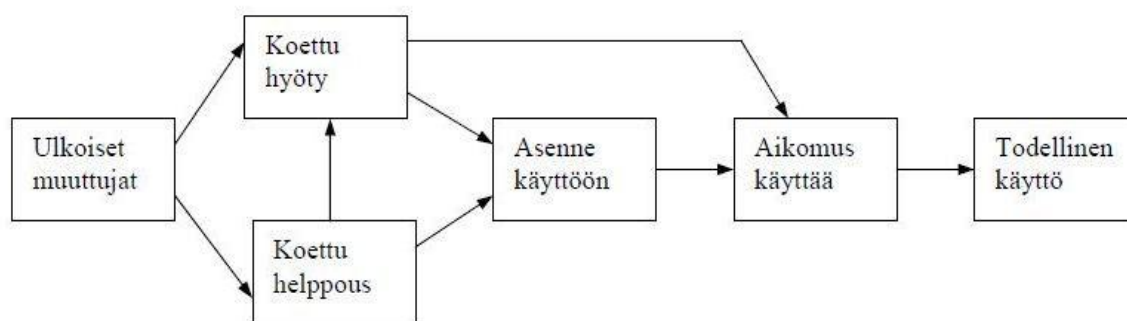 Koettu
hyöty
Ulkoiset
muuttujat
Asenne
käyttöön
Aikomus
käyttää
Todellinen
käyttö
Koettu
helppous